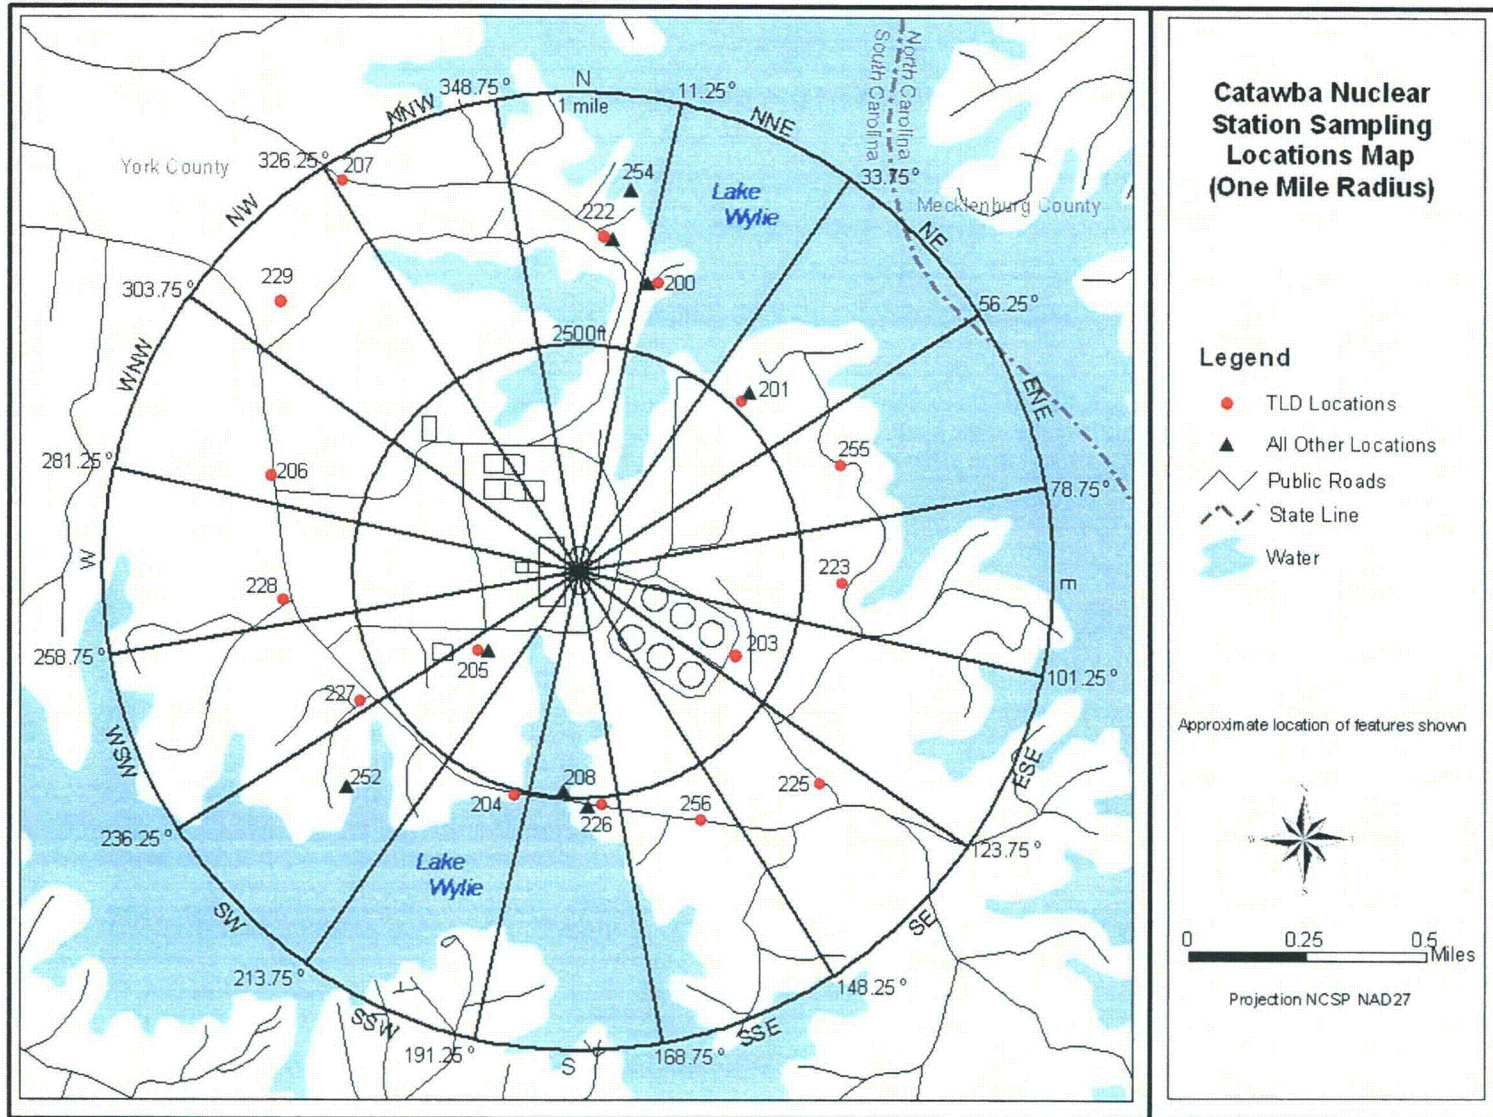 N
348.75°
11.25°
1 mile
NNW
NNE
North Carolina
South Carolina
York County
326.25°
207
254
33.75°
Lake
Wylie
Mecklenburg County
NW
222
NE
229
200
303.75°
56.25°
2500ft
WNW
201
ENE
281.25°
206
255
78.75°
W
228
223
E
258.75°
205
203
101.25°
227
WSW
252
208
ESE
204
226
256
225
236.25°
123.75°
Lake
Wylie
SW
SE
213.75°
148.25°
SSW
SSE
191.25°
S
168.75°
Catawba Nuclear
Station Sampling
Locations Map
(One Mile Radius)
Legend
TLD Locations
All Other Locations
Public Roads
State Line
Water
Approximate location of features shown
0 0.25 0.5
Miles
Projection NCSP NAD27